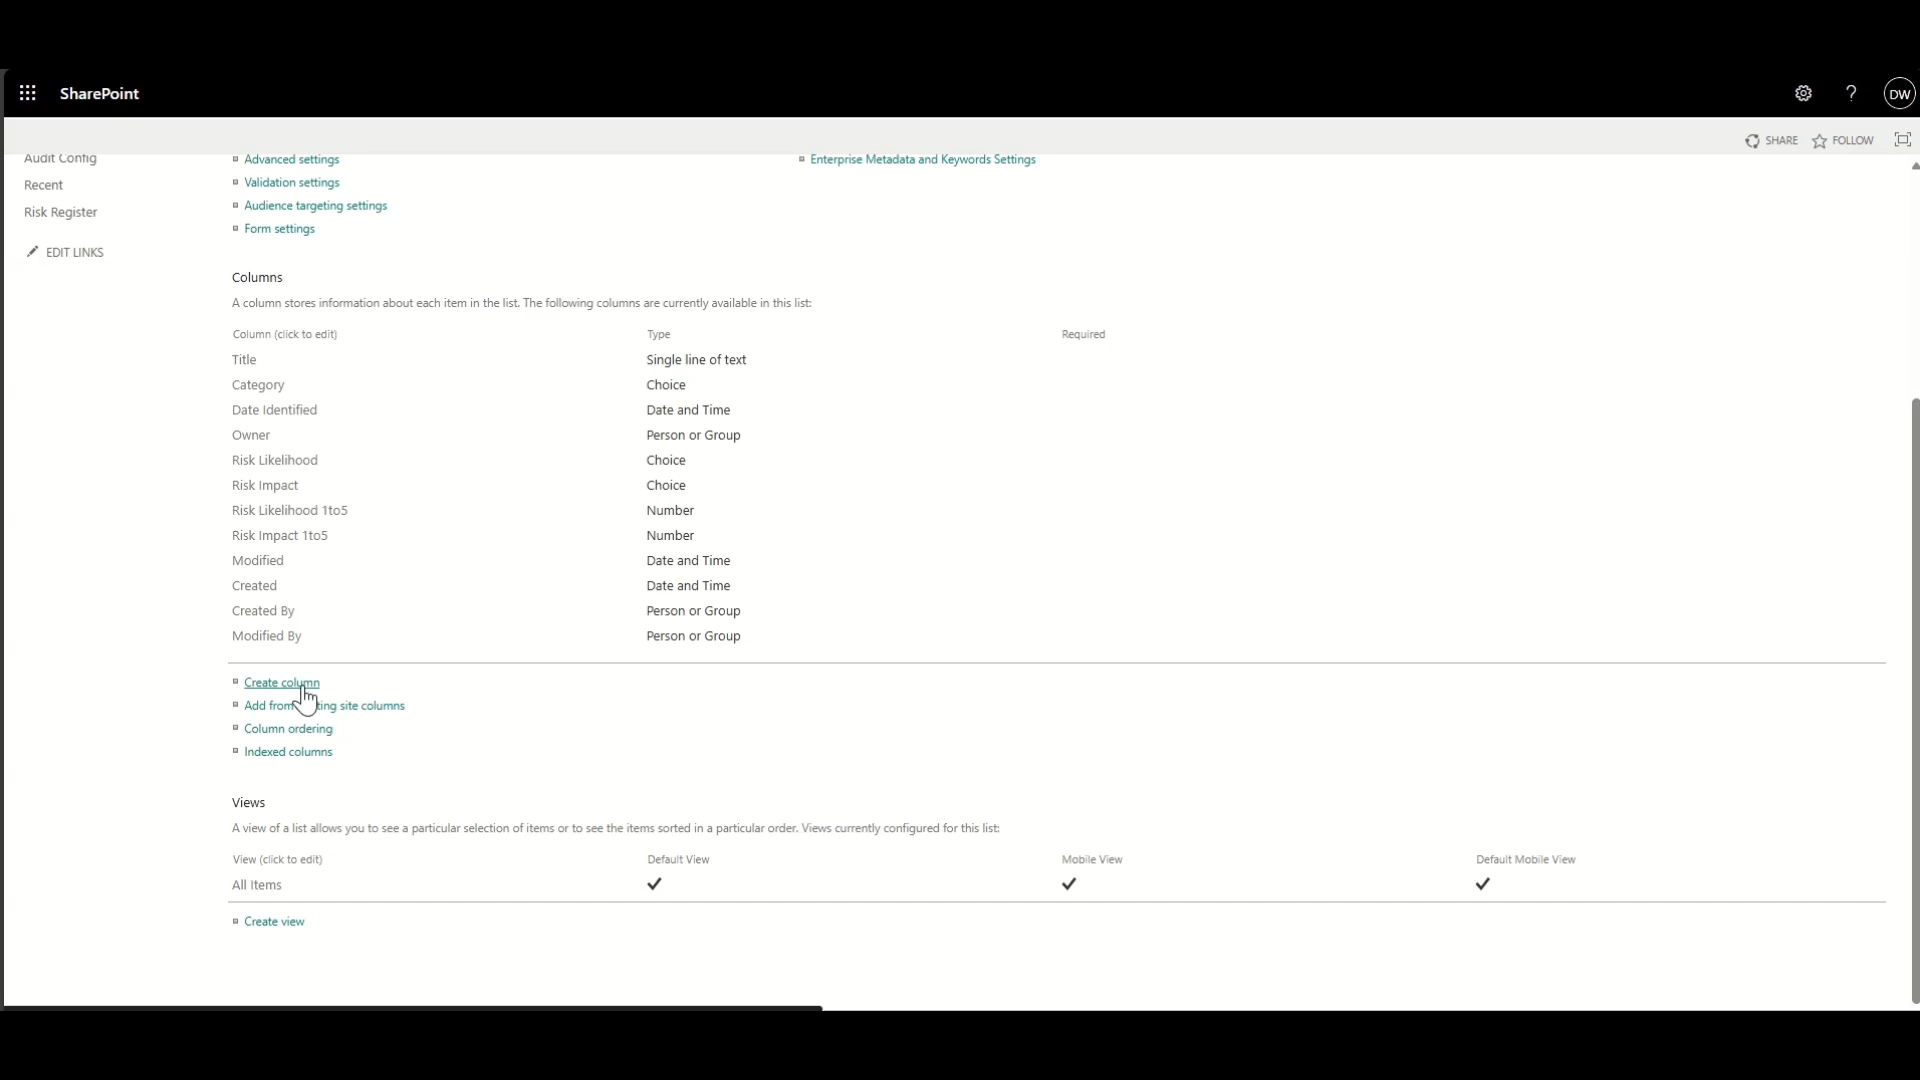 SharePoint
DW
SHARE
FOLLOW
Audit Config
Recent
Risk Register
EDIT LINKS
Advanced settings
Validation settings
Audience targeting settings
Form settings
Enterprise Metadata and Keywords Settings
Columns
A column stores information about each item in the list. The following columns are currently available in this list:
Column (click to edit) Type Required
Title Single line of text
Category Choice
Date Identified Date and Time
Owner Person or Group
Risk Likelihood Choice
Risk Impact Choice
Risk Likelihood 1to5 Number
Risk Impact 1to5 Number
Modified Date and Time
Created Date and Time
Created By Person or Group
Modified By Person or Group
Create column
Add from ting site columns
Column ordering
Indexed columns
Views
A view of a list allows you to see a particular selection of items or to see the items sorted in a particular order. Views currently configured for this list:
View (click to edit) Default View Mobile View Default Mobile View
All Items
Create view